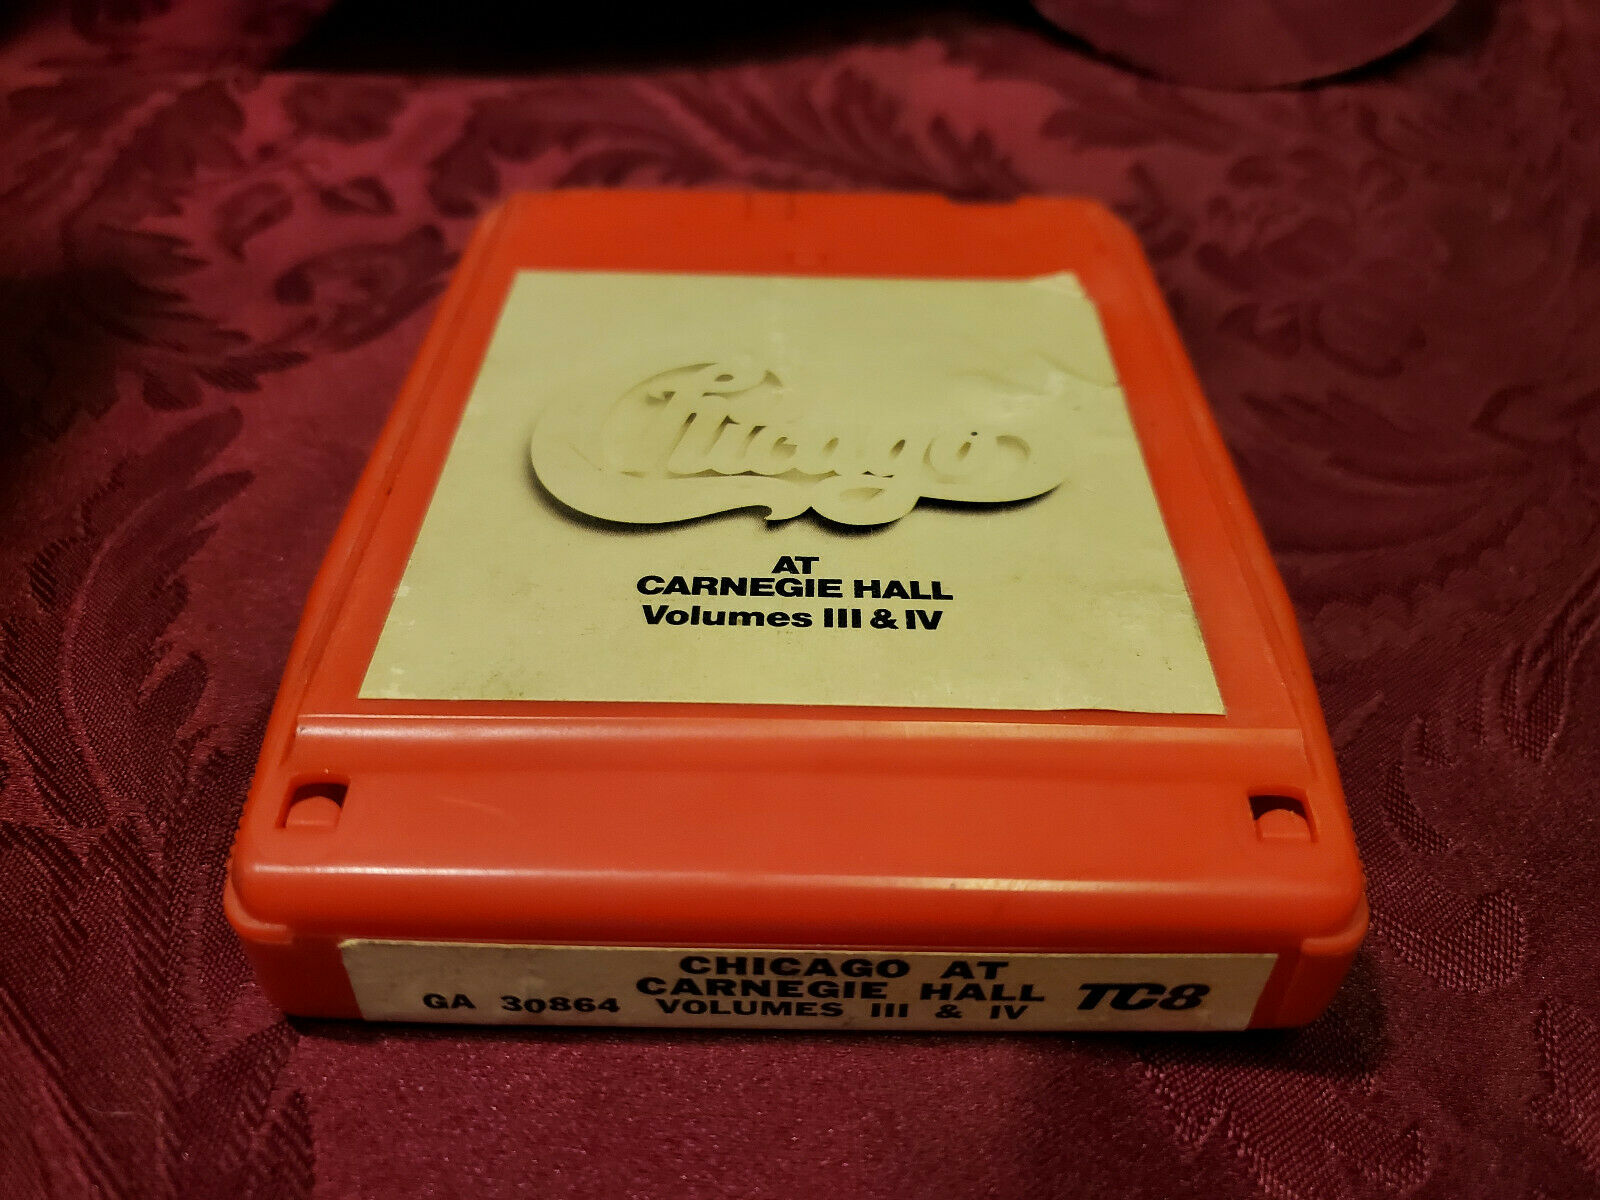 Chicago
AT
CARNEGIE HALL
Volumes III & IV
CHICAGO AT
CARNEGIE HALL
GA 30864 VOLUMES III & IV TC8